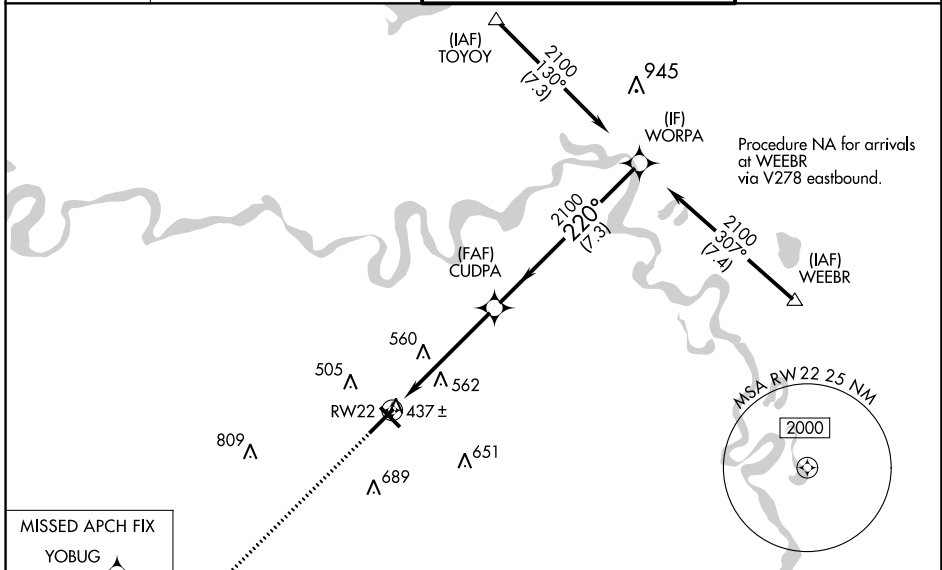 (IAF)
TOYOY
2100
130°
(7.3)
945
(IF)
WORPA
Procedure NA for arrivals
at WEEBR
via V278 eastbound.
2100
220°
(7.3)
2100
307°
(7.4)
(IAF)
WEEBR
(FAF)
CUDPA
560
505
562
RW22
437 ±
809
651
689
MSA RW22 25 NM
2000
MISSED APCH FIX
YOBUG